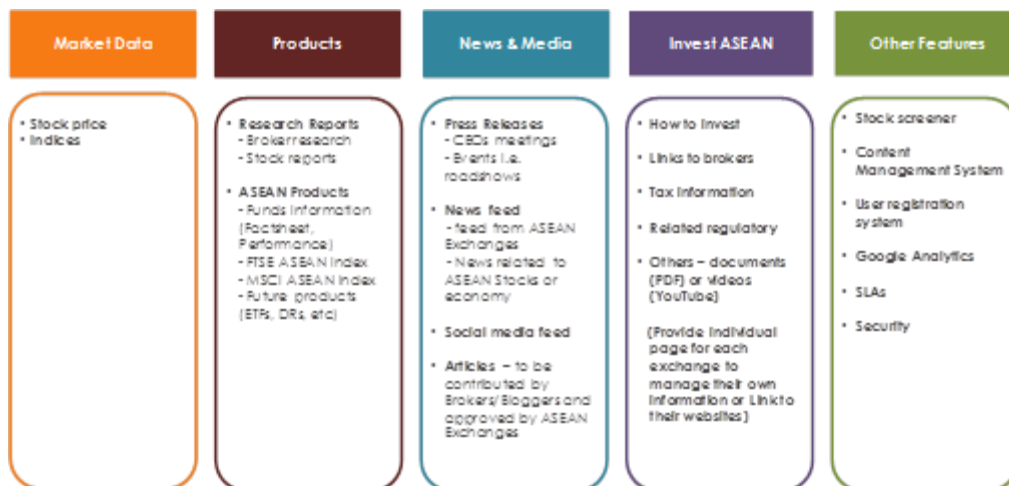 Market Data
Products
News & Media
Invest ASEAN
Other Features
• Stock price
• Indices
• Research Reports
- Broker research
- Stock reports
• ASEAN Products
- Funds Information
(Factsheet,
Performance)
- FTSE ASEAN Index
- MSCI ASEAN Index
- Future products
(ETFs, DRs, etc)
• Press Releases
- CEOs meetings
- Events i.e.
roadshows
• News feed
- feed from ASEAN
Exchanges
- News related to
ASEAN Stocks or
economy
• Social media feed
• Articles – to be
contributed by
Brokers/Bloggers and
approved by ASEAN
Exchanges
• How to Invest
• Links to brokers
• Tax Information
• Related regulatory
• Others – documents
(PDF) or videos
(YouTube)
(Provide individual
page for each
exchange to
manage their own
Information or Link to
their websites)
• Stock screener
• Content
Management System
• User registration
system
• Google Analytics
• SLAs
• Security